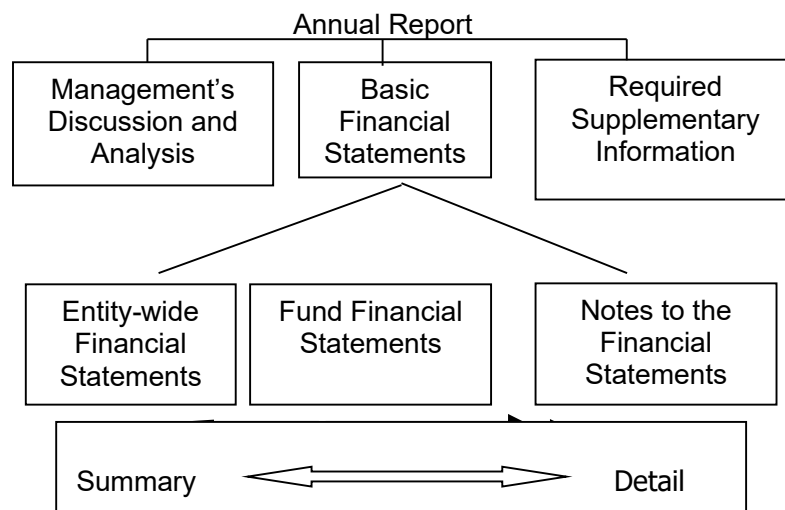 Annual Report
Management’s
Discussion and
Analysis
Basic
Financial
Statements
Required
Supplementary
Information
Entity-wide
Financial
Statements
Fund Financial
Statements
Notes to the
Financial
Statements
Summary
Detail